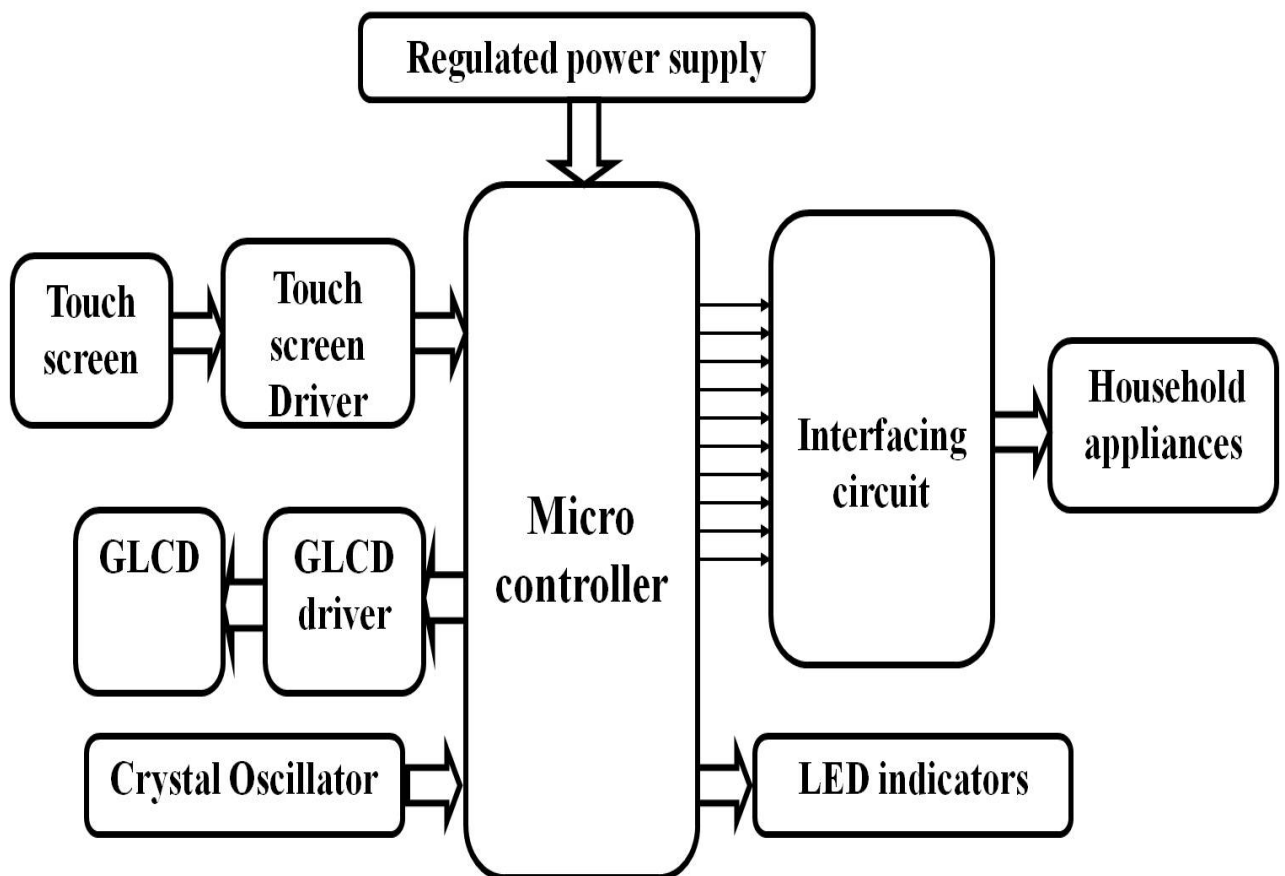 Regulated power supply
Touch
screen
Touch
screen
Driver
Micro
controller
Interfacing
circuit
Household
appliances
GLCD
GLCD
driver
Crystal Oscillator
LED indicators